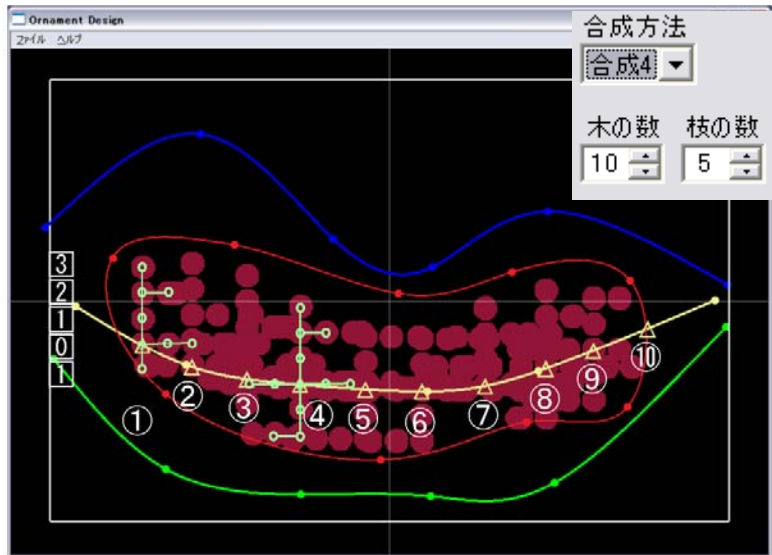 Ornament Design
ファイル ヘルプ
合成方法
合成4
木の数 枝の数
10 5
3
2
1
0
1
① ② ③ ④ ⑤ ⑥ ⑦ ⑧ ⑨ ⑩